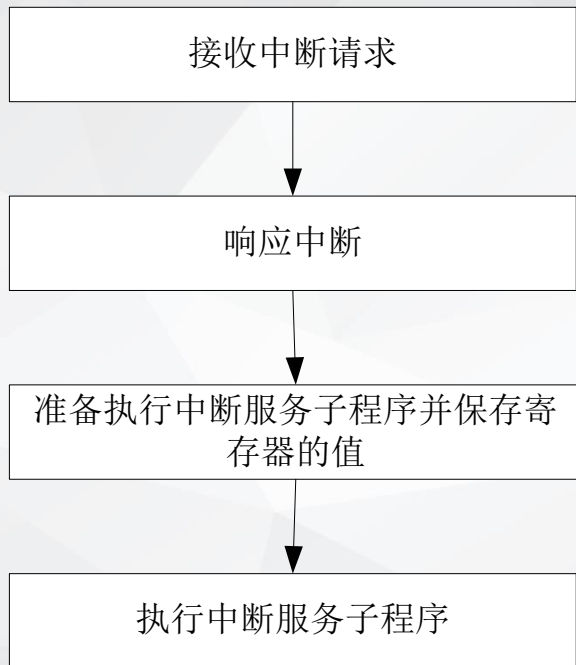 接收中断请求
响应中断
准备执行中断服务子程序并保存寄
存器的值
执行中断服务子程序